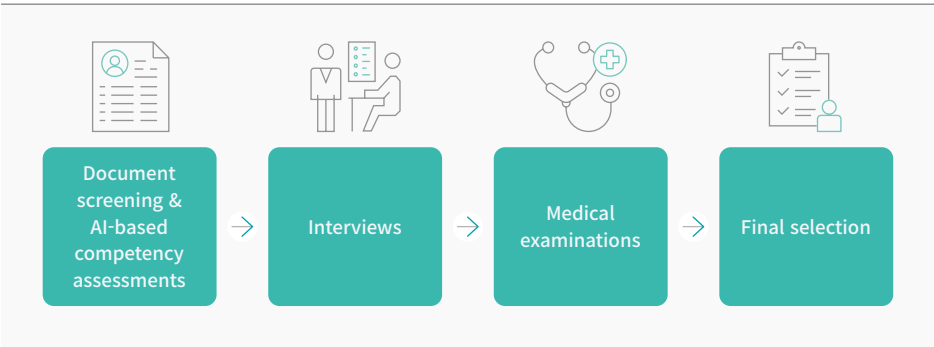 Document
screening &
AI-based
competency
assessments
Interviews
Medical
examinations
Final selection